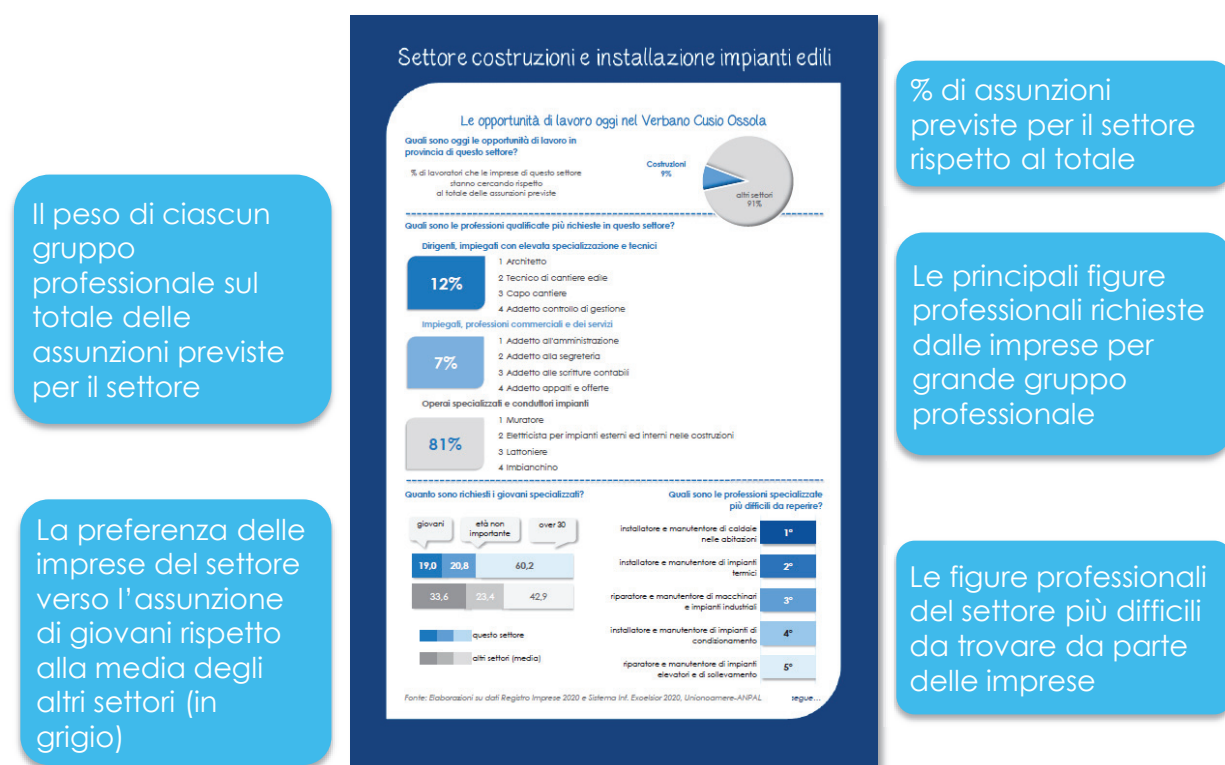 Settore costruzioni e installazione impianti edili
Le opportunità di lavoro oggi nel Verbano Cusio Ossola
Quali sono oggi le opportunità di lavoro in
provincia di questo settore?
% di lavoratori che le imprese di questo settore
stanno cercando rispetto
al totale delle assunzioni previste
Costruzioni
9%
altri settori
91%
Quali sono le professioni qualificate più richieste in questo settore?
Dirigenti, impiegati con elevata specializzazione e tecnici
12%
1 Architetto
2 Tecnico di cantiere edile
3 Capo cantiere
4 Addetto controllo di gestione
Impiegati, professioni commerciali e dei servizi
7%
1 Addetto all'amministrazione
2 Addetto alla segreteria
3 Addetto alle scritture contabili
4 Addetto appalti e offerte
Operai specializzati e conduttori impianti
81%
1 Muratore
2 Elettricista per impianti esterni ed interni nelle costruzioni
3 Lattoniere
4 Imbianchino
Quanto sono richiesti i giovani specializzati?
giovani
età non
importante
over 30
19,0 20,8 60,2
33,6 23,4 42,9
questo settore
altri settori (media)
Quali sono le professioni specializzate
più difficili da reperire?
installatore e manutentore di caldaie
nelle abitazioni
1°
installatore e manutentore di impianti
termici
2°
riparatore e manutentore di macchinari
e impianti industriali
3°
installatore e manutentore di impianti di
condizionamento
4°
riparatore e manutentore di impianti
elevatori e di sollevamento
5°
Fonte: Elaborazioni su dati Registro Imprese 2020 e Sistema Inf. Excelsior 2020, Unioncamere-ANPAL
segue...
Il peso di ciascun
gruppo
professionale sul
totale delle
assunzioni previste
per il settore
La preferenza delle
imprese del settore
verso l'assunzione
di giovani rispetto
alla media degli
altri settori (in
grigio)
% di assunzioni
previste per il settore
rispetto al totale
Le principali figure
professionali richieste
dalle imprese per
grande gruppo
professionale
Le figure professionali
del settore più difficili
da trovare da parte
delle imprese